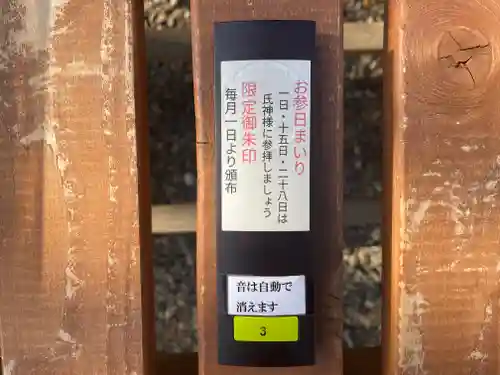 お参日まいり
一日・十五日・二十八日は
氏神様に参拝しましょう
限定御朱印
毎月一日より頒布
音は自動で
消えます
3